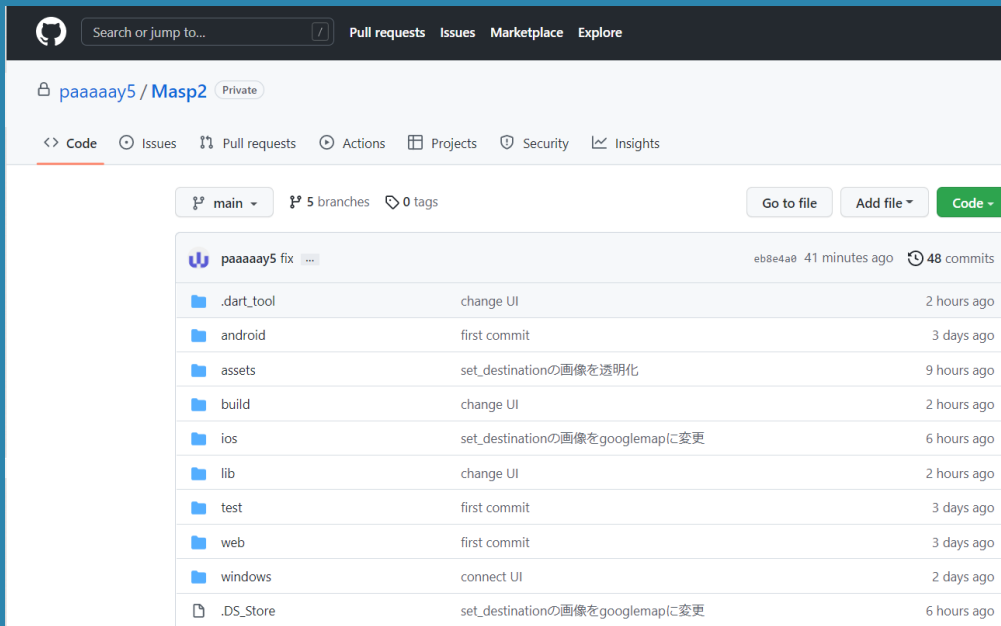 Search or jump to... / Pull requests Issues Marketplace Explore
paaaaay5 / Masp2 Private
Code Issues Pull requests Actions Projects Security Insights
main 5 branches 0 tags Go to file Add file Code
paaaaay5 fix ... eb8e4a0 41 minutes ago 48 commits
.dart_tool change UI 2 hours ago
android first commit 3 days ago
assets set_destinationの画像を透明化 9 hours ago
build change UI 2 hours ago
ios set_destinationの画像をgooglemapに変更 6 hours ago
lib change UI 2 hours ago
test first commit 3 days ago
web first commit 3 days ago
windows connect UI 2 days ago
.DS_Store set_destinationの画像をgooglemapに変更 6 hours ago